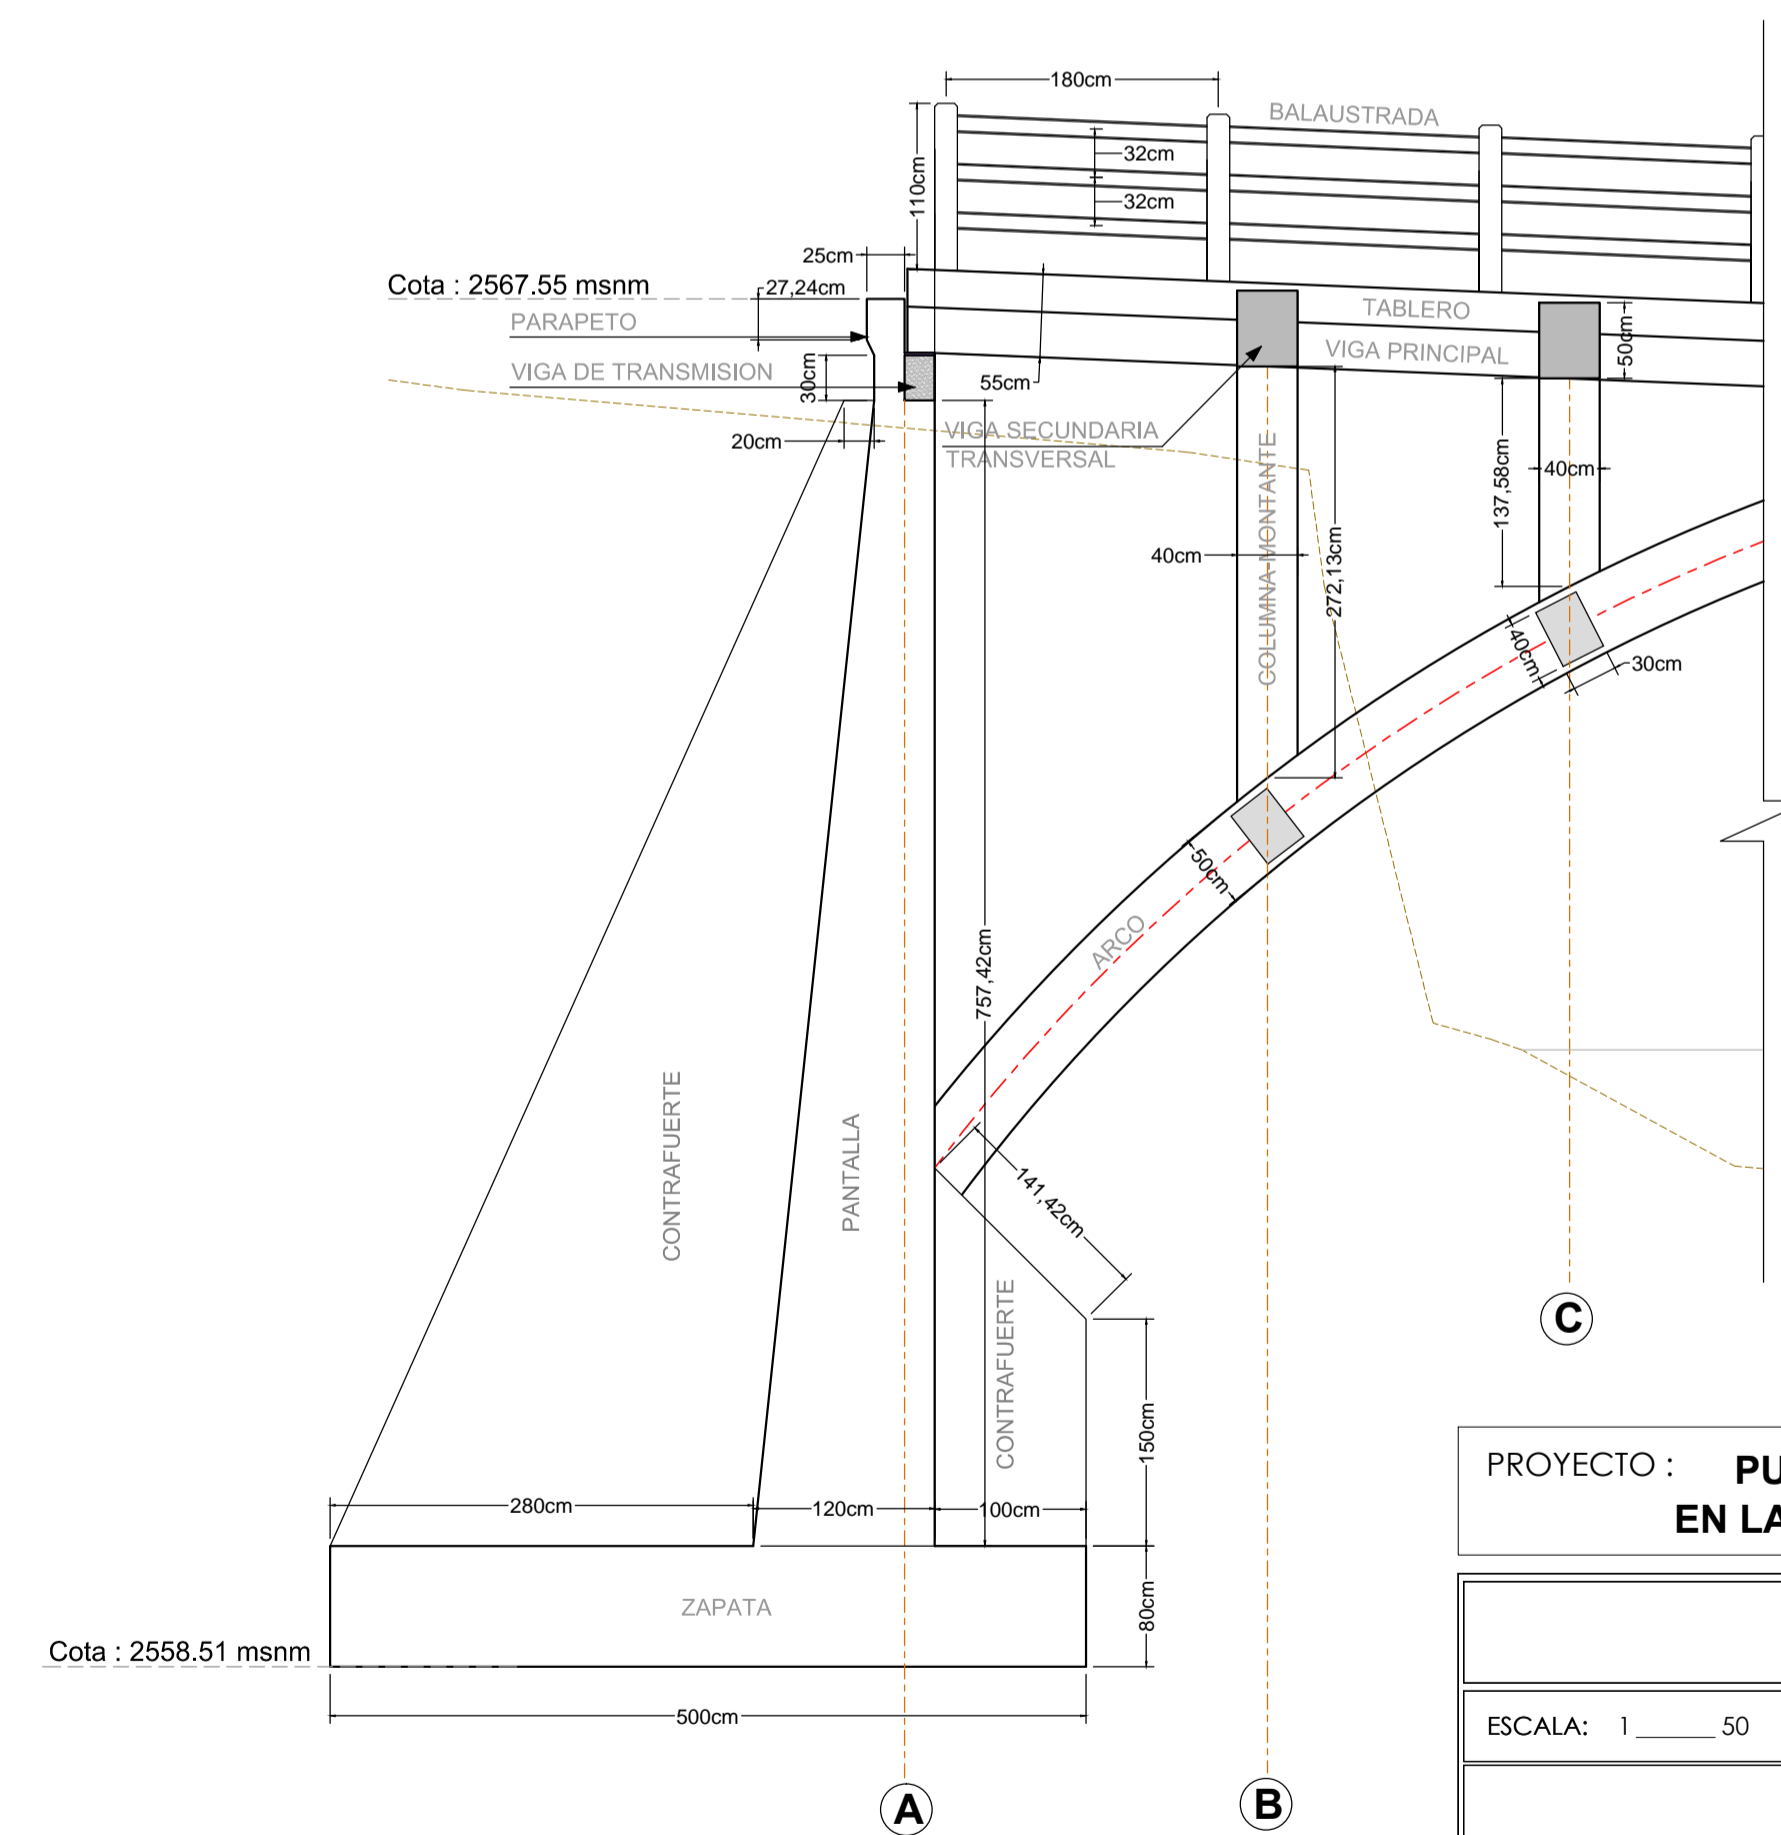 180cm
BALAUSTRADA
32cm
32cm
110cm
25cm
Cota : 2567.55 msnm
27,24cm
PARAPETO
TABLERO
VIGA DE TRANSMISION
30cm
VIGA PRINCIPAL
50cm
55cm
20cm
VIGA SECUNDARIA
TRANSVERSAL
COLUMNA-MONTANTE
137,58cm
40cm
40cm
272,13cm
40cm
30cm
50cm
ARCO
757,42cm
CONTRAFUERTE
PANTALLA
141,42cm
CONTRAFUERTE
C
150cm
280cm
120cm
100cm
PROYECTO : PU
EN LA
ZAPATA
80cm
Cota : 2558.51 msnm
500cm
ESCALA: 1 ______ 50
A
B